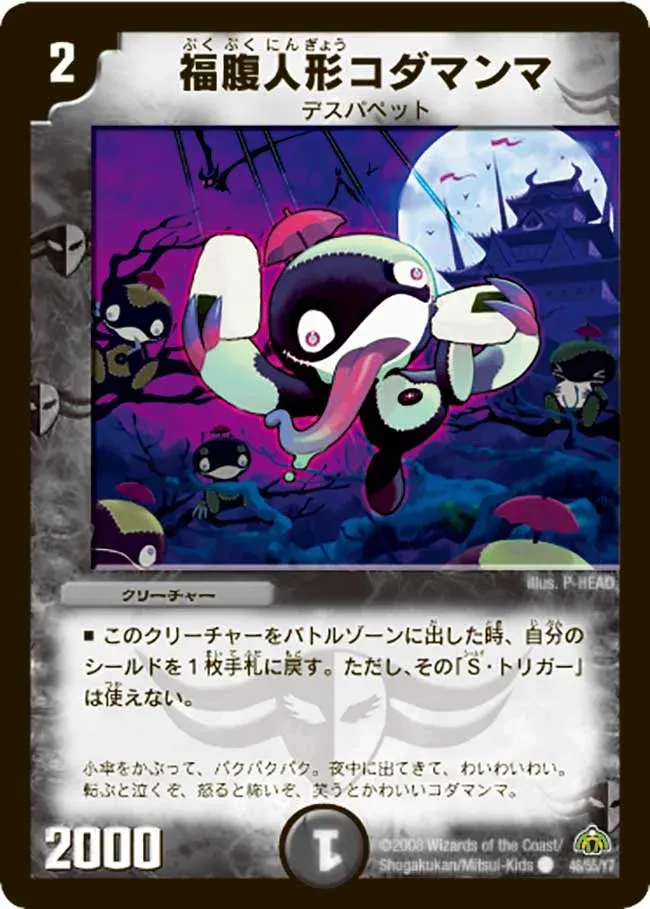 2
ぷく ぷく にん ぎょう
福腹人形コダマンマ
デスパペット
illus. P-HEAD
クリーチャー
■ このクリーチャーをバトルゾーンに出した時、自分の
シールドを1枚手札に戻す。ただし、その「S・トリガー」
は使えない。
小傘をかぶって、パクパクパク。夜中に出てきて、わいわいわい。
転ぶと泣くぞ、怒ると怖いぞ、笑うとかわいいコダマンマ。
2000
1
©2008 Wizards of the Coast/
Shogakukan/Mitsui-Kids
46/55/Y7